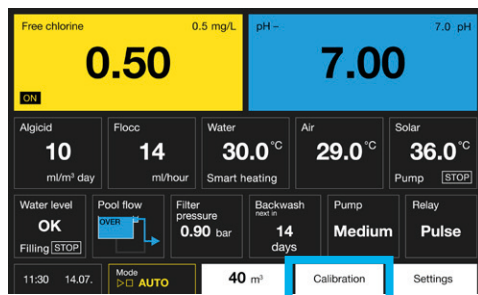 Free chlorine 0.5 mg/L
0.50
ON
pH – 7.0 pH
7.00
Algicid
10
ml/m³ day
Flocc
14
ml/hour
Water
30.0 °C
Smart heating
Air
29.0 °C
Solar
36.0 °C
Pump STOP
Water level
OK
Filling STOP
Pool flow
OVER
Filter
pressure
0.90 bar
Backwash
next in
14
days
Pump
Medium
Relay
Pulse
11:30 14.07.
Mode
AUTO
40 m³
Calibration
Settings